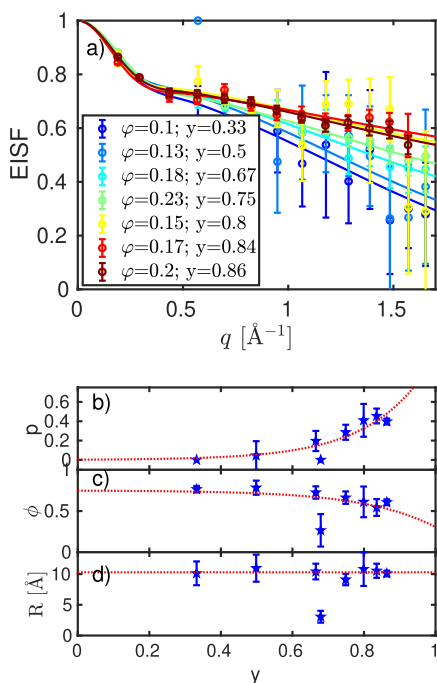 a)
EISF
1
0.8
0.6
0.4
0.2
0
φ=0.1; y=0.33
φ=0.13; y=0.5
φ=0.18; y=0.67
φ=0.23; y=0.75
φ=0.15; y=0.8
φ=0.17; y=0.84
φ=0.2; y=0.86
0 0.5 1 1.5
q [Å⁻¹]
b)
p
0.6
0.4
0.2
0
c)
ϕ
0.5
0
d)
R [Å]
10
5
0
0 0.2 0.4 0.6 0.8 1
y